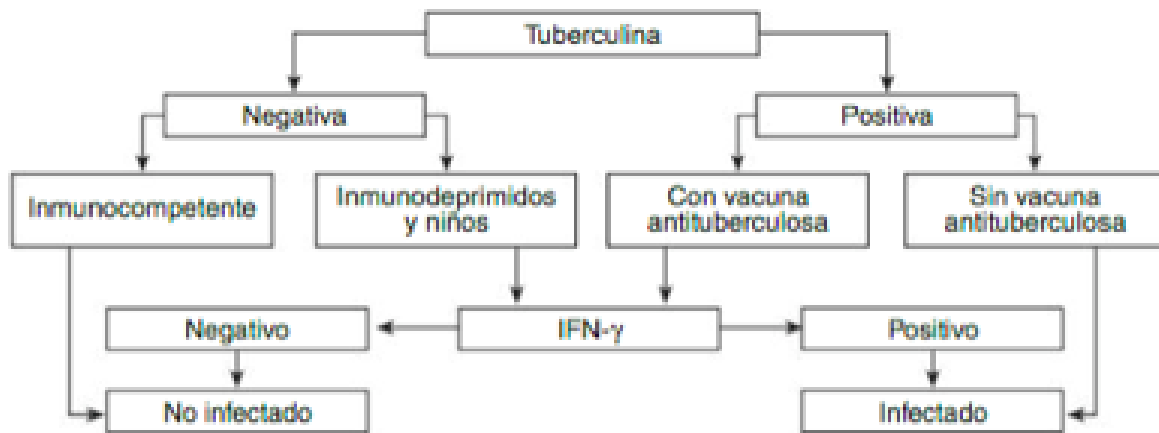 Tuberculina
Negativa
Positiva
Inmunocompetente
Inmunodeprimidos
y niños
Con vacuna
antituberculosa
Sin vacuna
antituberculosa
Negativo
IFN-γ
Positivo
No infectado
Infectado